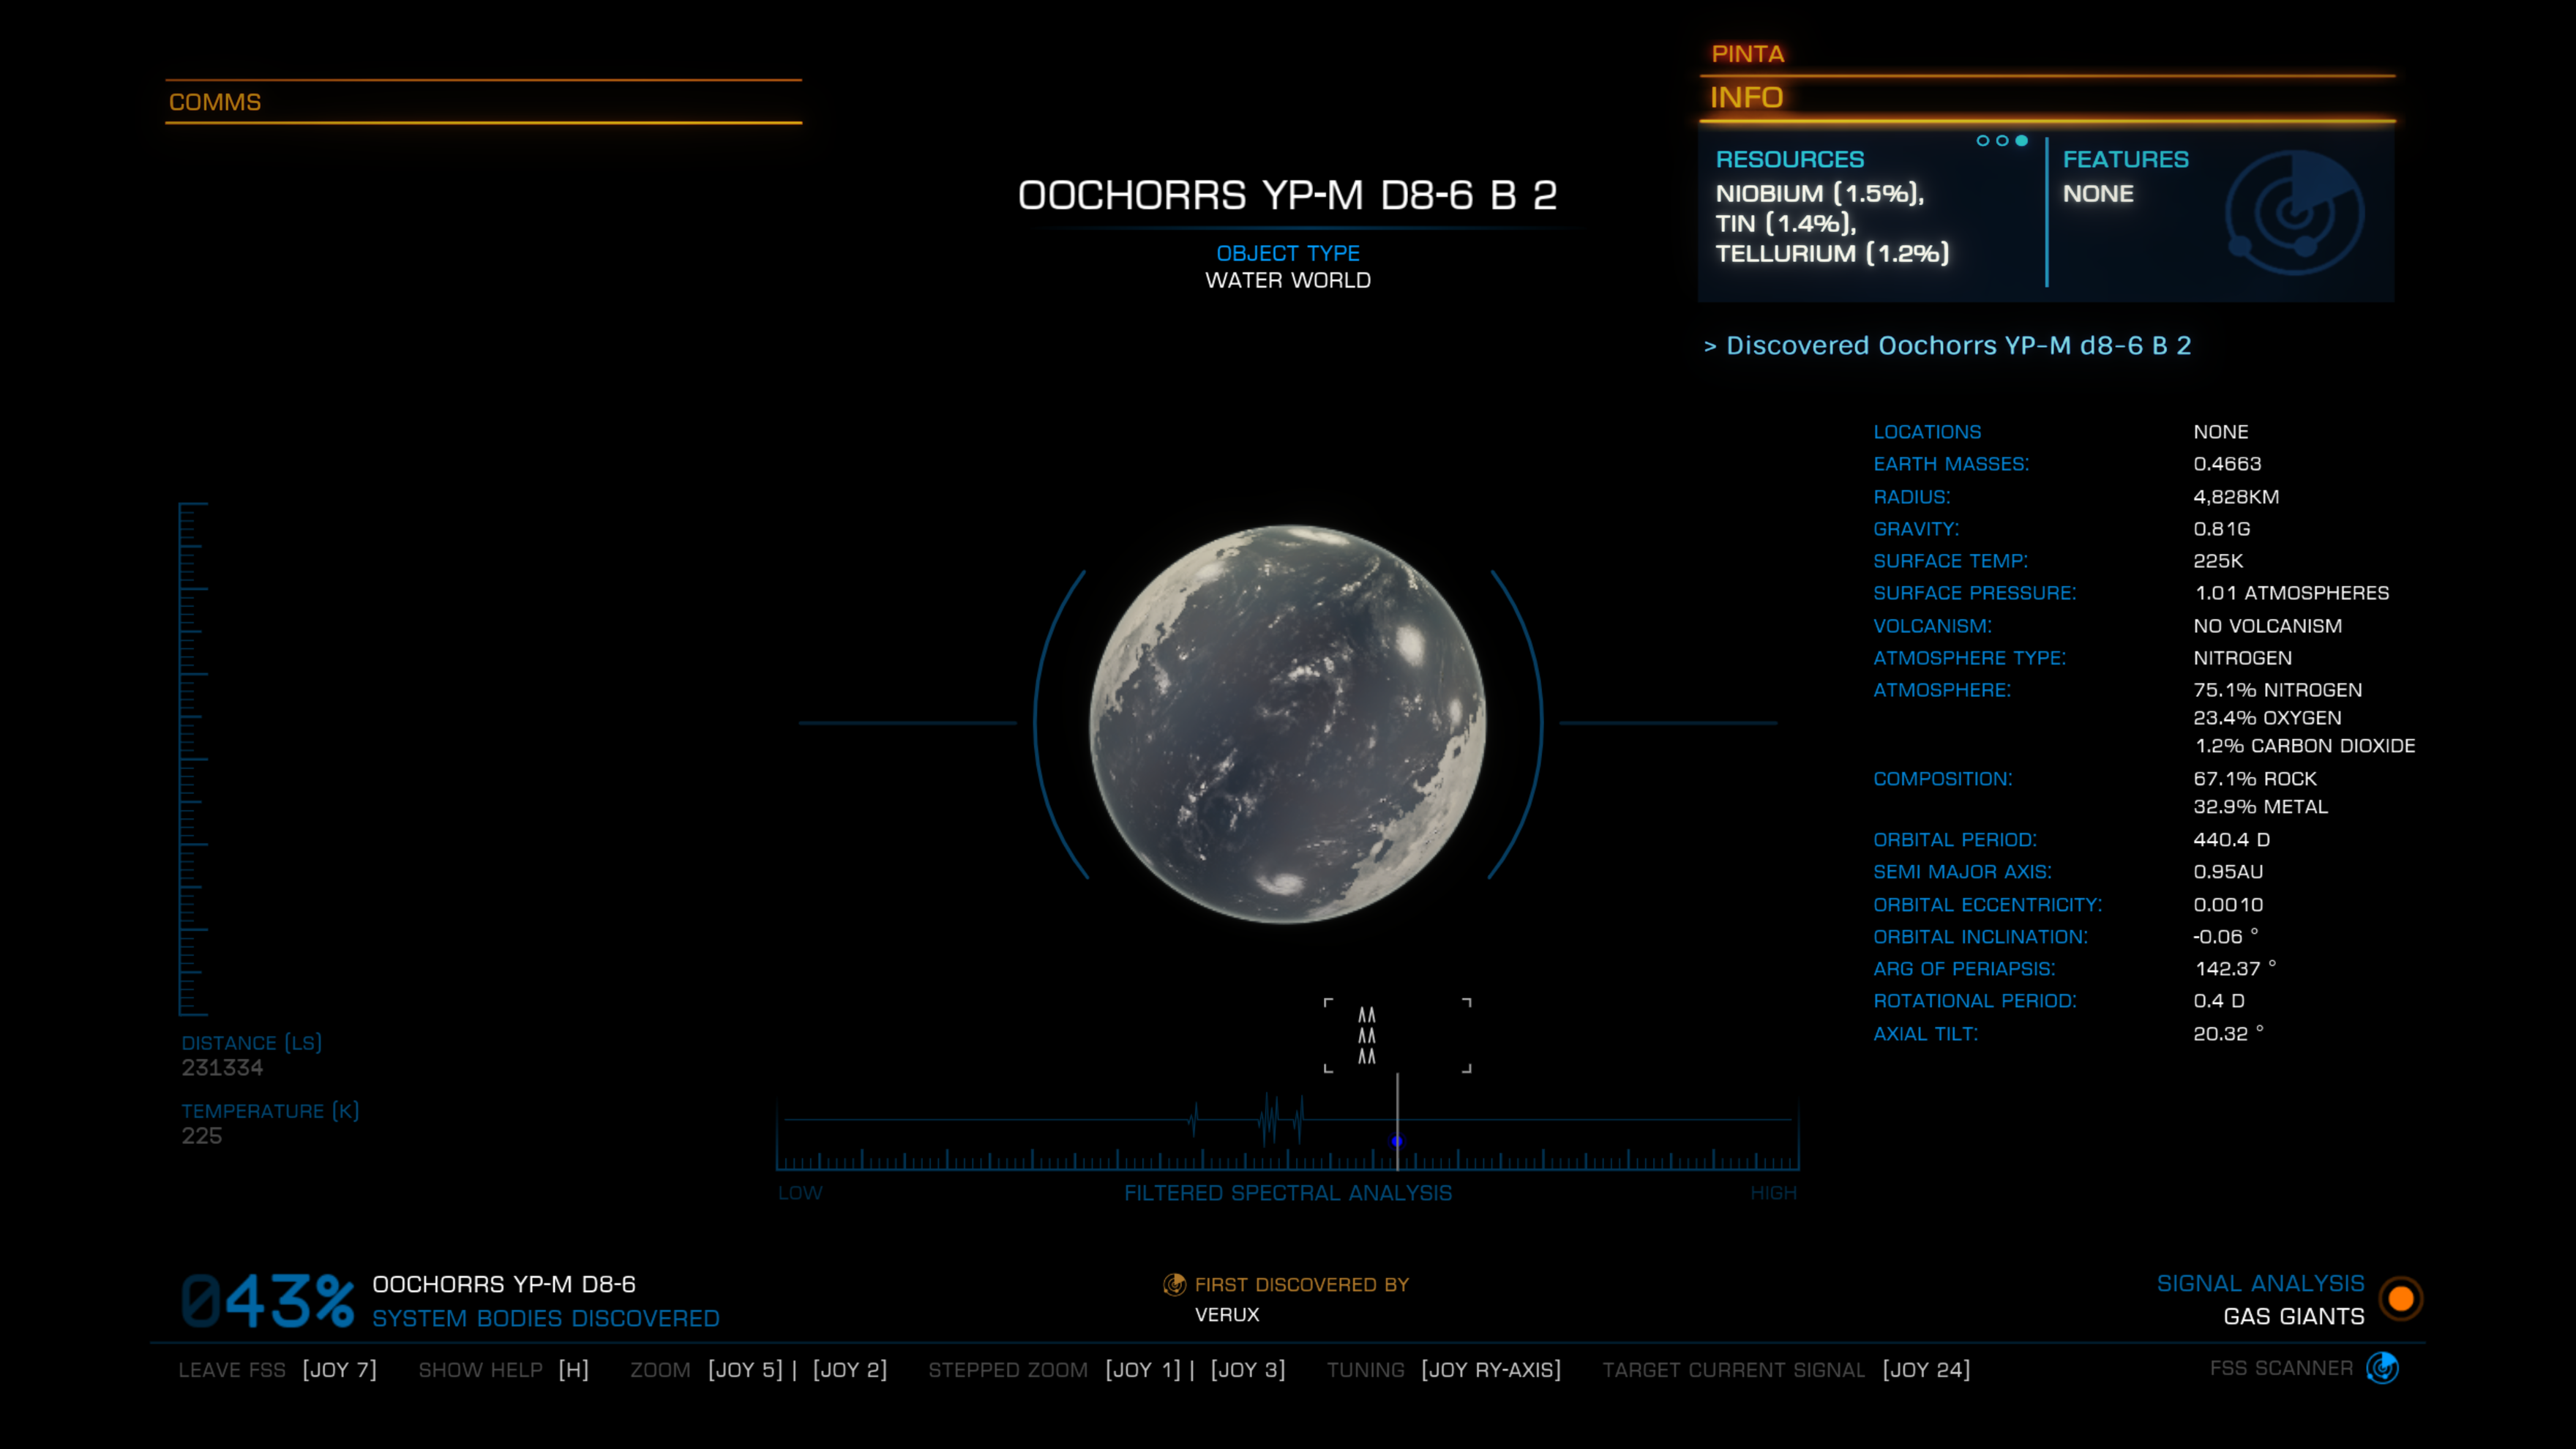 PINTA
COMMS
INFO
RESOURCES
NIOBIUM (1.5%),
TIN (1.4%),
TELLURIUM (1.2%)
FEATURES
NONE
OOCHORRS YP-M D8-6 B 2
OBJECT TYPE
WATER WORLD
> Discovered Oochorrs YP-M d8-6 B 2
LOCATIONS NONE
EARTH MASSES: 0.4663
RADIUS: 4,828KM
GRAVITY: 0.81G
SURFACE TEMP: 225K
SURFACE PRESSURE: 1.01 ATMOSPHERES
VOLCANISM: NO VOLCANISM
ATMOSPHERE TYPE: NITROGEN
ATMOSPHERE: 75.1% NITROGEN
23.4% OXYGEN
1.2% CARBON DIOXIDE
COMPOSITION: 67.1% ROCK
32.9% METAL
ORBITAL PERIOD: 440.4 D
SEMI MAJOR AXIS: 0.95AU
ORBITAL ECCENTRICITY: 0.0010
ORBITAL INCLINATION: -0.06 °
ARG OF PERIAPSIS: 142.37 °
ROTATIONAL PERIOD: 0.4 D
AXIAL TILT: 20.32 °
DISTANCE (LS)
231334
TEMPERATURE (K)
225
LOW FILTERED SPECTRAL ANALYSIS HIGH
043%
OOCHORRS YP-M D8-6
SYSTEM BODIES DISCOVERED
FIRST DISCOVERED BY
VERUX
SIGNAL ANALYSIS
GAS GIANTS
LEAVE FSS [JOY 7] SHOW HELP [H] ZOOM [JOY 5] | [JOY 2] STEPPED ZOOM [JOY 1] | [JOY 3] TUNING [JOY RY-AXIS] TARGET CURRENT SIGNAL [JOY 24] FSS SCANNER